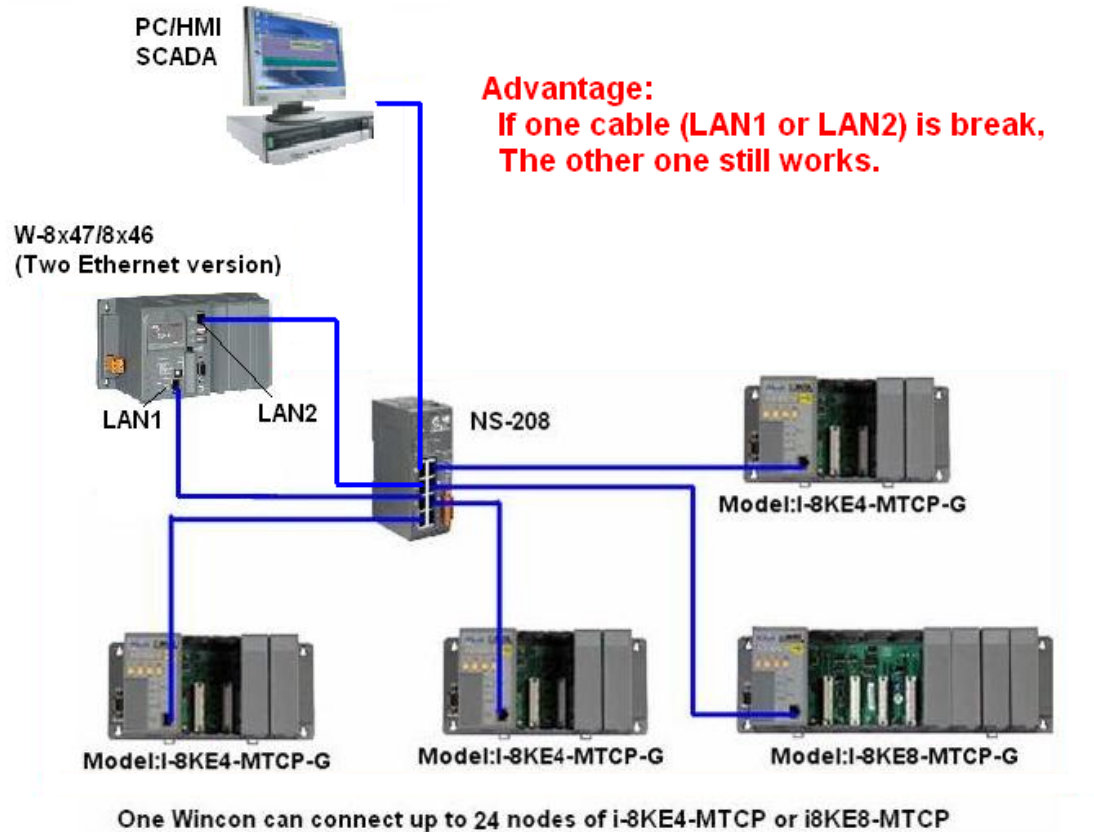 PC/HMI
SCADA
Advantage:
If one cable (LAN1 or LAN2) is break,
The other one still works.
W-8x47/8x46
(Two Ethernet version)
LAN1
LAN2
NS-208
Model:I-8KE4-MTCP-G
Model:I-8KE4-MTCP-G
Model:I-8KE4-MTCP-G
Model:I-8KE8-MTCP-G
One Wincon can connect up to 24 nodes of i-8KE4-MTCP or i8KE8-MTCP